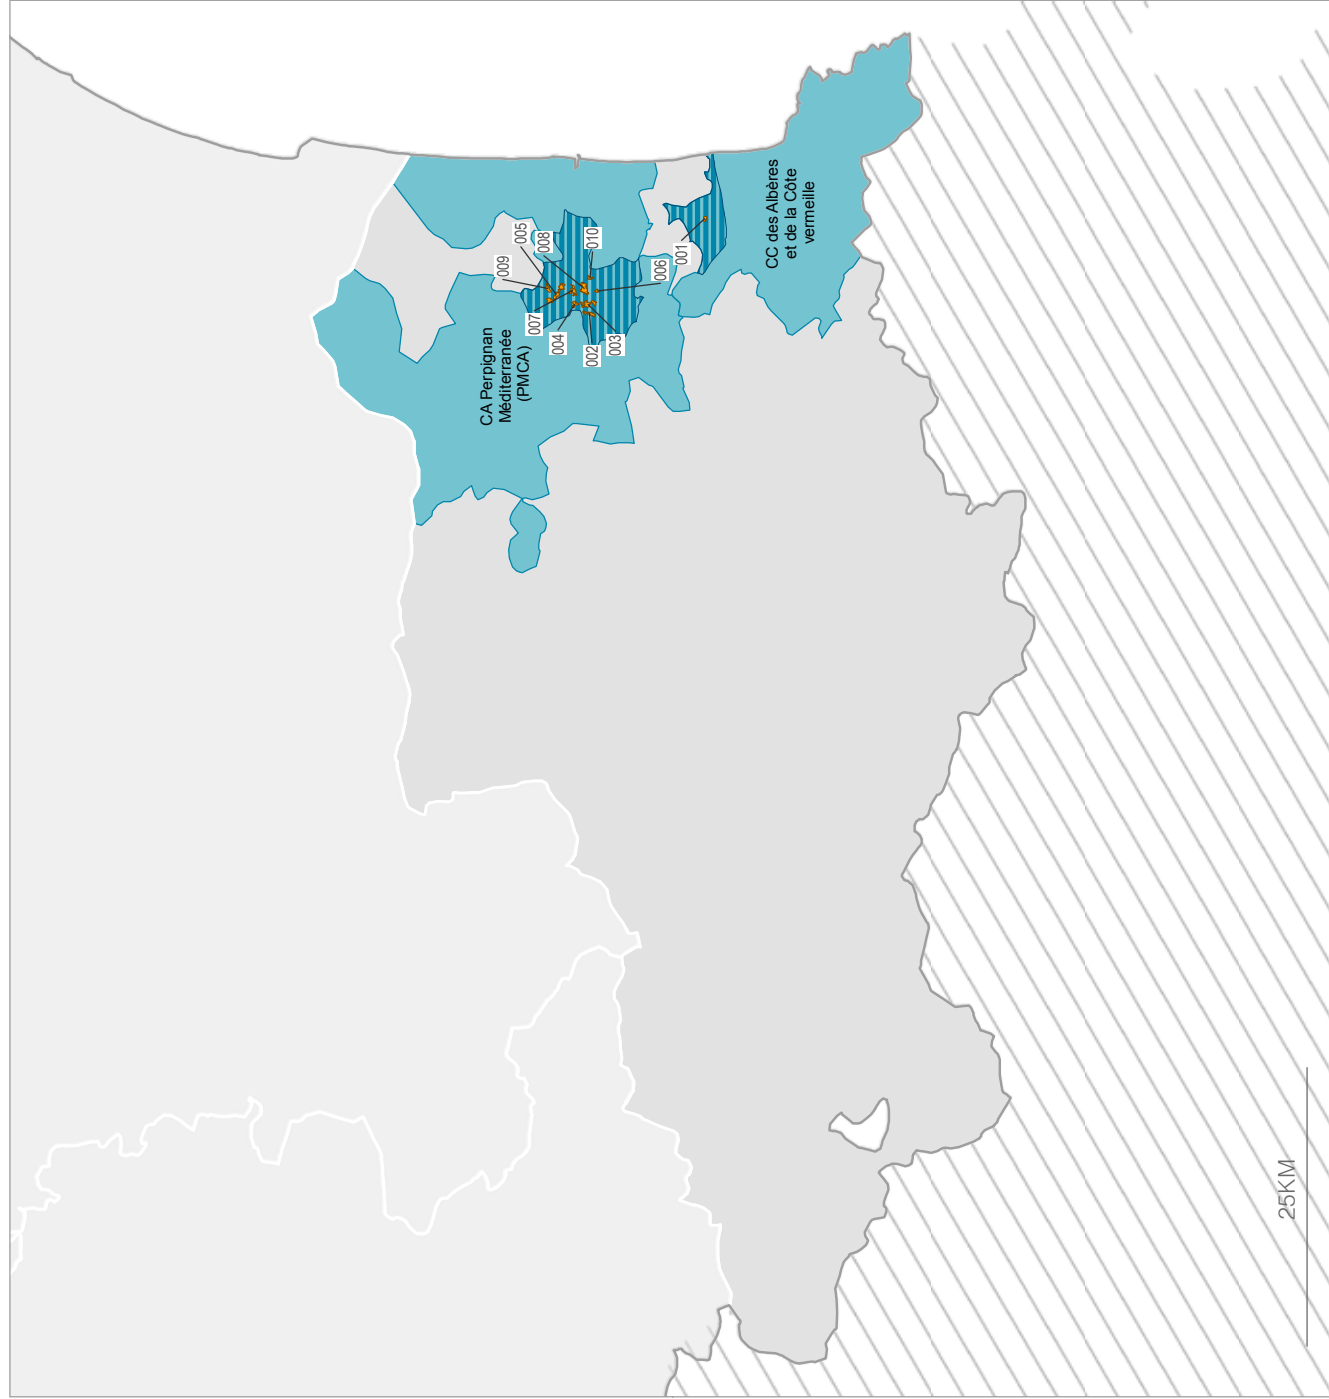 009
005
008
010
007
004
002
003
006
001
CA Perpignan
Méditerranée
(PMCA)
CC des Albères
et de la Côte
vermeille
25KM